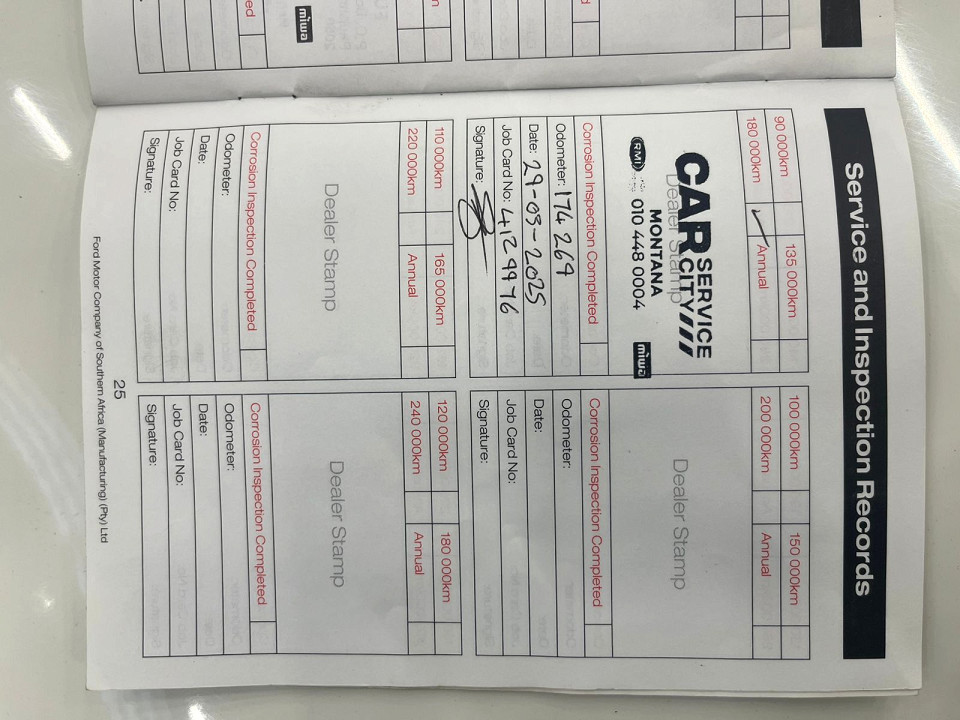 miwa
Service and Inspection Records
90 000km 135 000km
180 000km ✓ Annual
Dealer Stamp
CAR SERVICE CITY
MONTANA
RMI 010 448 0004
miwa
Corrosion Inspection Completed
Odometer: 174 269
Date: 29-03-2025
Job Card No: 4124976
Signature:
100 000km 150 000km
200 000km Annual
Dealer Stamp
Corrosion Inspection Completed
Odometer:
Date:
Job Card No:
Signature:
110 000km 165 000km
220 000km Annual
Dealer Stamp
Corrosion Inspection Completed
Odometer:
Date:
Job Card No:
Signature:
120 000km 180 000km
240 000km Annual
Dealer Stamp
Corrosion Inspection Completed
Odometer:
Date:
Job Card No:
Signature:
25
Ford Motor Company of Southern Africa (Manufacturing) (Pty) Ltd